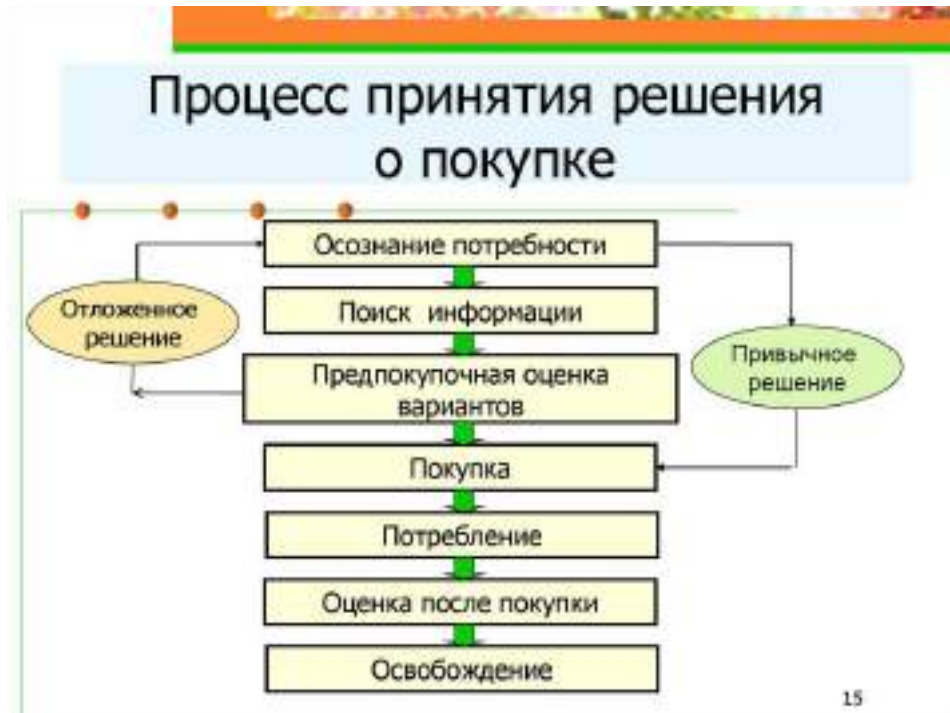 Процесс принятия решения
о покупке
Осознание потребности
Отложенное
решение
Поиск информации
Привычное
решение
Предпокупочная оценка
вариантов
Покупка
Потребление
Оценка после покупки
Освобождение
15